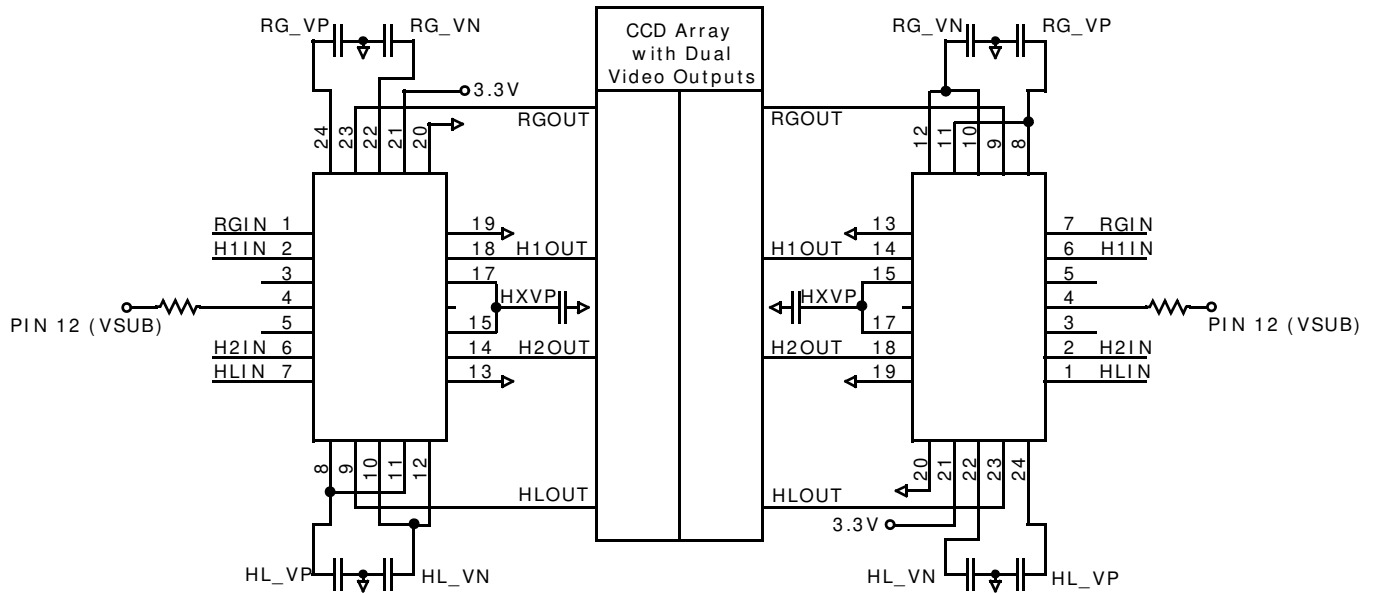 RG_VP
RG_VN
CCD Array
with Dual
Video Outputs
RG_VN
RG_VP
3.3V
RGOUT
RGOUT
24
23
22
21
20
12
11
10
9
8
RGIN 1
H1IN 2
3
4
5
H2IN 6
HLIN 7
PIN 12 (VSUB)
19
18 H1OUT
17
HXVP
15
14 H2OUT
13
13
H1OUT 14
15
HXVP
17
H2OUT 18
19
7 RGIN
6 H1IN
5
4
3
2 H2IN
1 HLIN
PIN 12 (VSUB)
8
9
10
11
12
HLOUT
HLOUT
20
21
22
23
24
3.3V
HL_VP
HL_VN
HL_VN
HL_VP